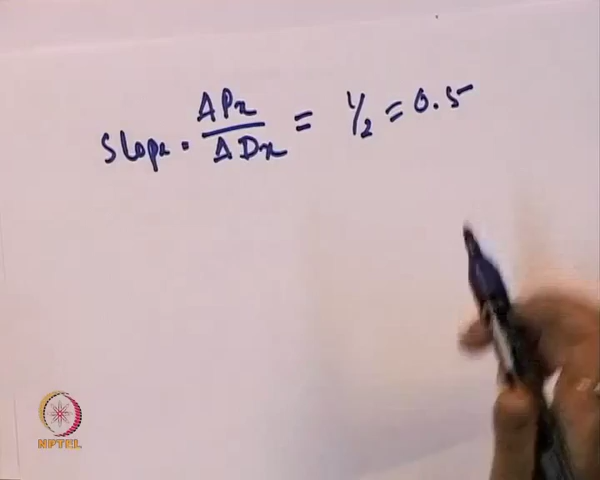 Slope = ΔPx / ΔDx = 1/2 = 0.5
NPTEL